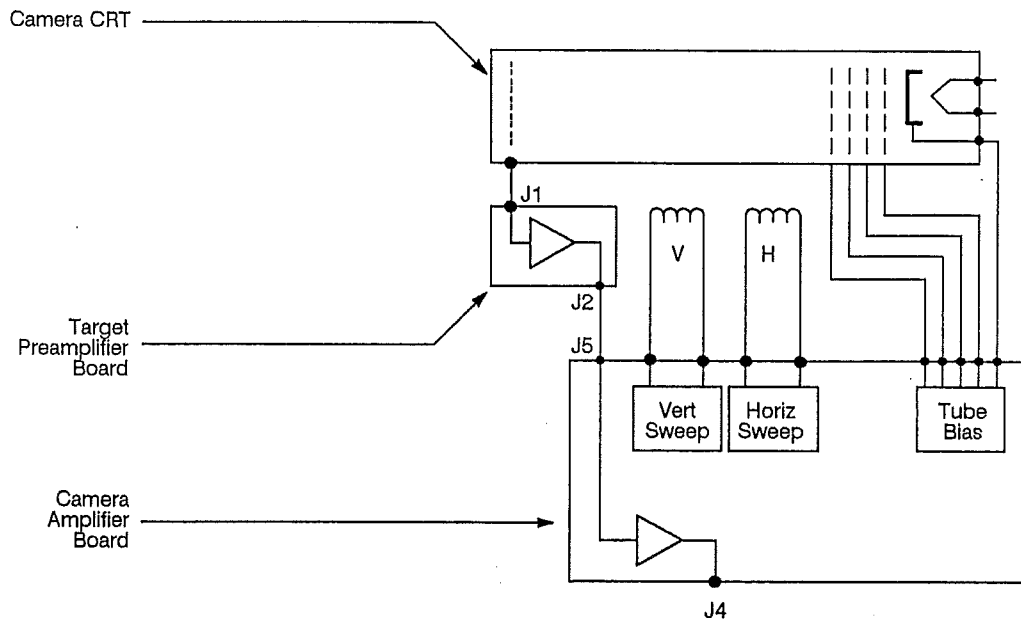 Camera CRT
J1
V
H
J2
Target
Preamplifier
Board
J5
Vert
Sweep
Horiz
Sweep
Tube
Bias
Camera
Amplifier
Board
J4